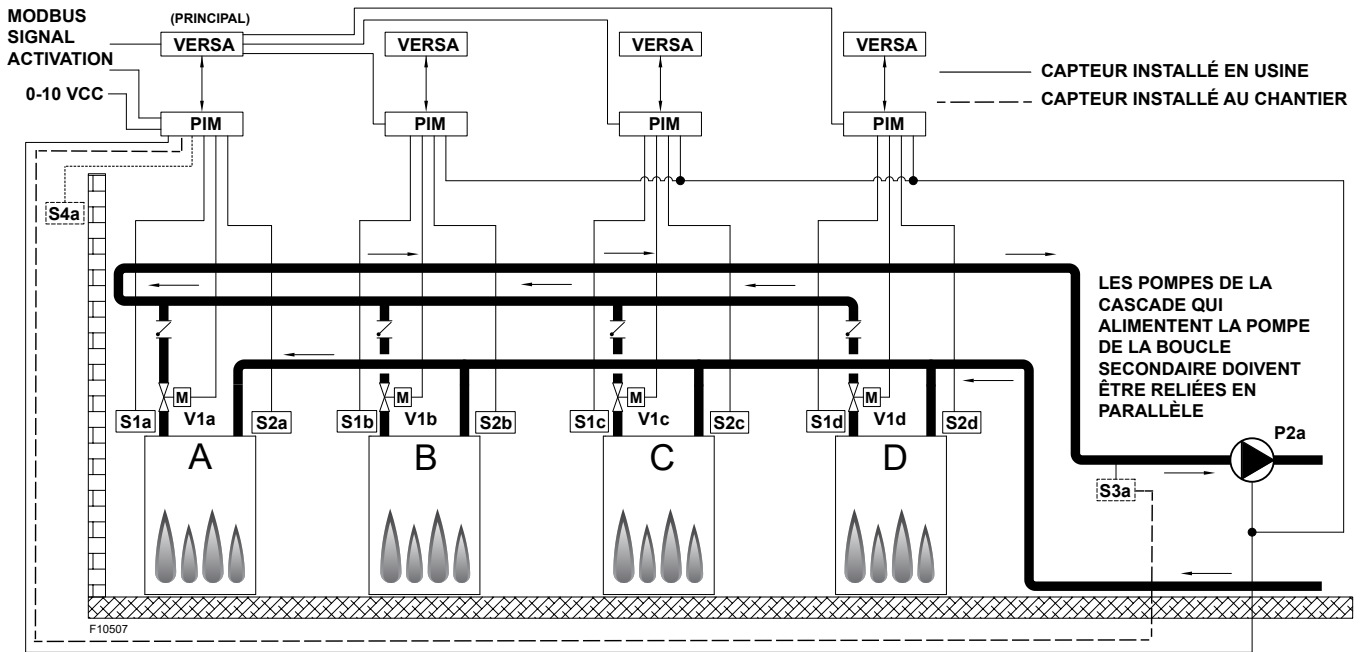 MODBUS
SIGNAL
ACTIVATION
0-10 VCC
(PRINCIPAL)
VERSA
VERSA
VERSA
VERSA
PIM
PIM
PIM
PIM
CAPTEUR INSTALLÉ EN USINE
CAPTEUR INSTALLÉ AU CHANTIER
S4a
LES POMPES DE LA
CASCADE QUI
ALIMENTENT LA POMPE
DE LA BOUCLE
SECONDAIRE DOIVENT
ÊTRE RELIÉES EN
PARALLÈLE
M
M
M
M
S1a
V1a
S2a
S1b
V1b
S2b
S1c
V1c
S2c
S1d
V1d
S2d
P2a
S3a
A
B
C
D
F10507